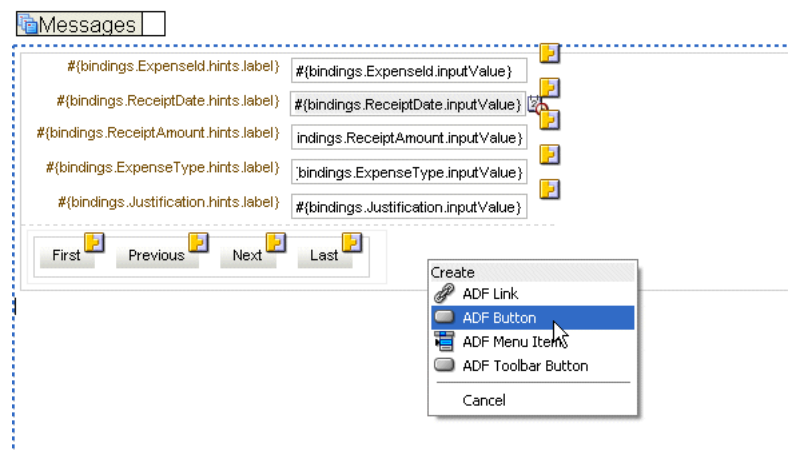 Messages
#{bindings.ExpenseId.hints.label} #{bindings.ExpenseId.inputValue}
#{bindings.ReceiptDate.hints.label} #{bindings.ReceiptDate.inputValue}
#{bindings.ReceiptAmount.hints.label} indings.ReceiptAmount.inputValue}
#{bindings.ExpenseType.hints.label} bindings.ExpenseType.inputValue}
#{bindings.Justification.hints.label} #{bindings.Justification.inputValue}
First Previous Next Last
Create
ADF Link
ADF Button
ADF Menu Item
ADF Toolbar Button
Cancel